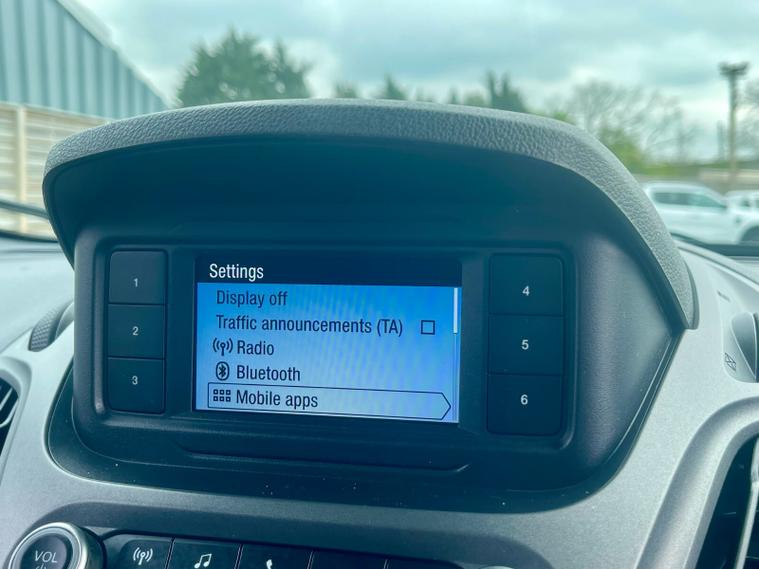 Settings
Display off
Traffic announcements (TA)
Radio
Bluetooth
Mobile apps
1
2
3
4
5
6
VOL